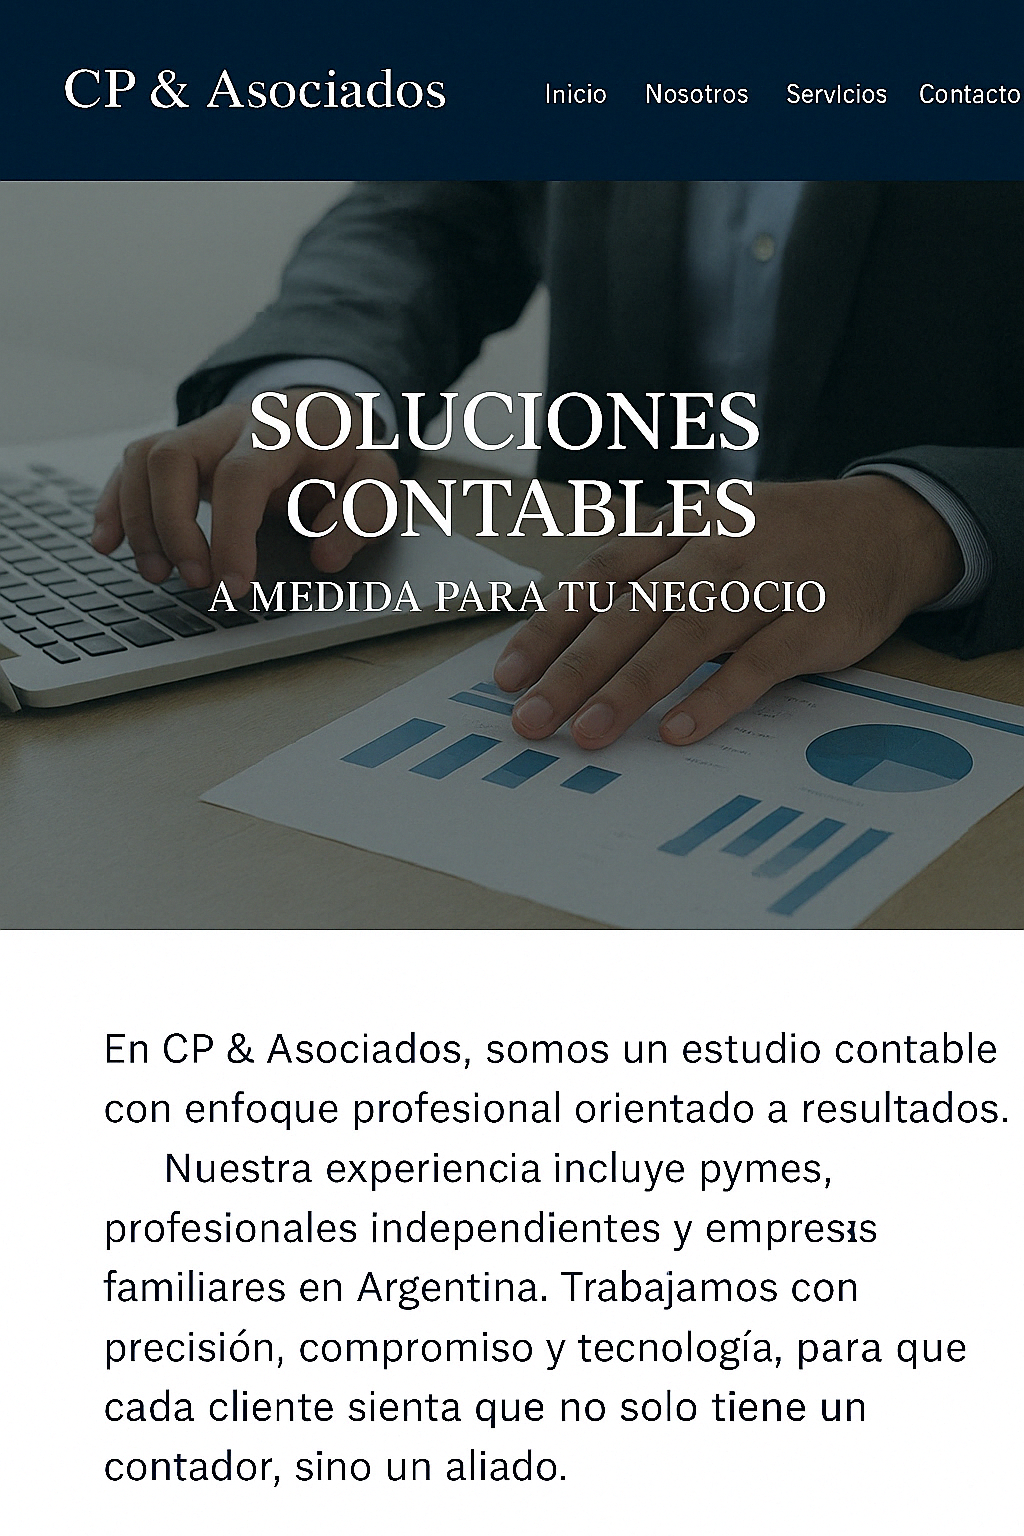 CP & Asociados
Inicio Nosotros ServIcios Contacto
SOLUCIONES
CONTABLES
A MEDIDA PARA TU NEGOCIO
En CP & Asociados, somos un estudio contable
con enfoque profesional orientado a resultados.
Nuestra experiencia incluye pymes,
profesionales independientes y
familiares en Argentina. Trabajamos con
precisión, compromiso y tecnología, para que
cada cliente sienta que no solo tiene un
contador, sino un aliado.